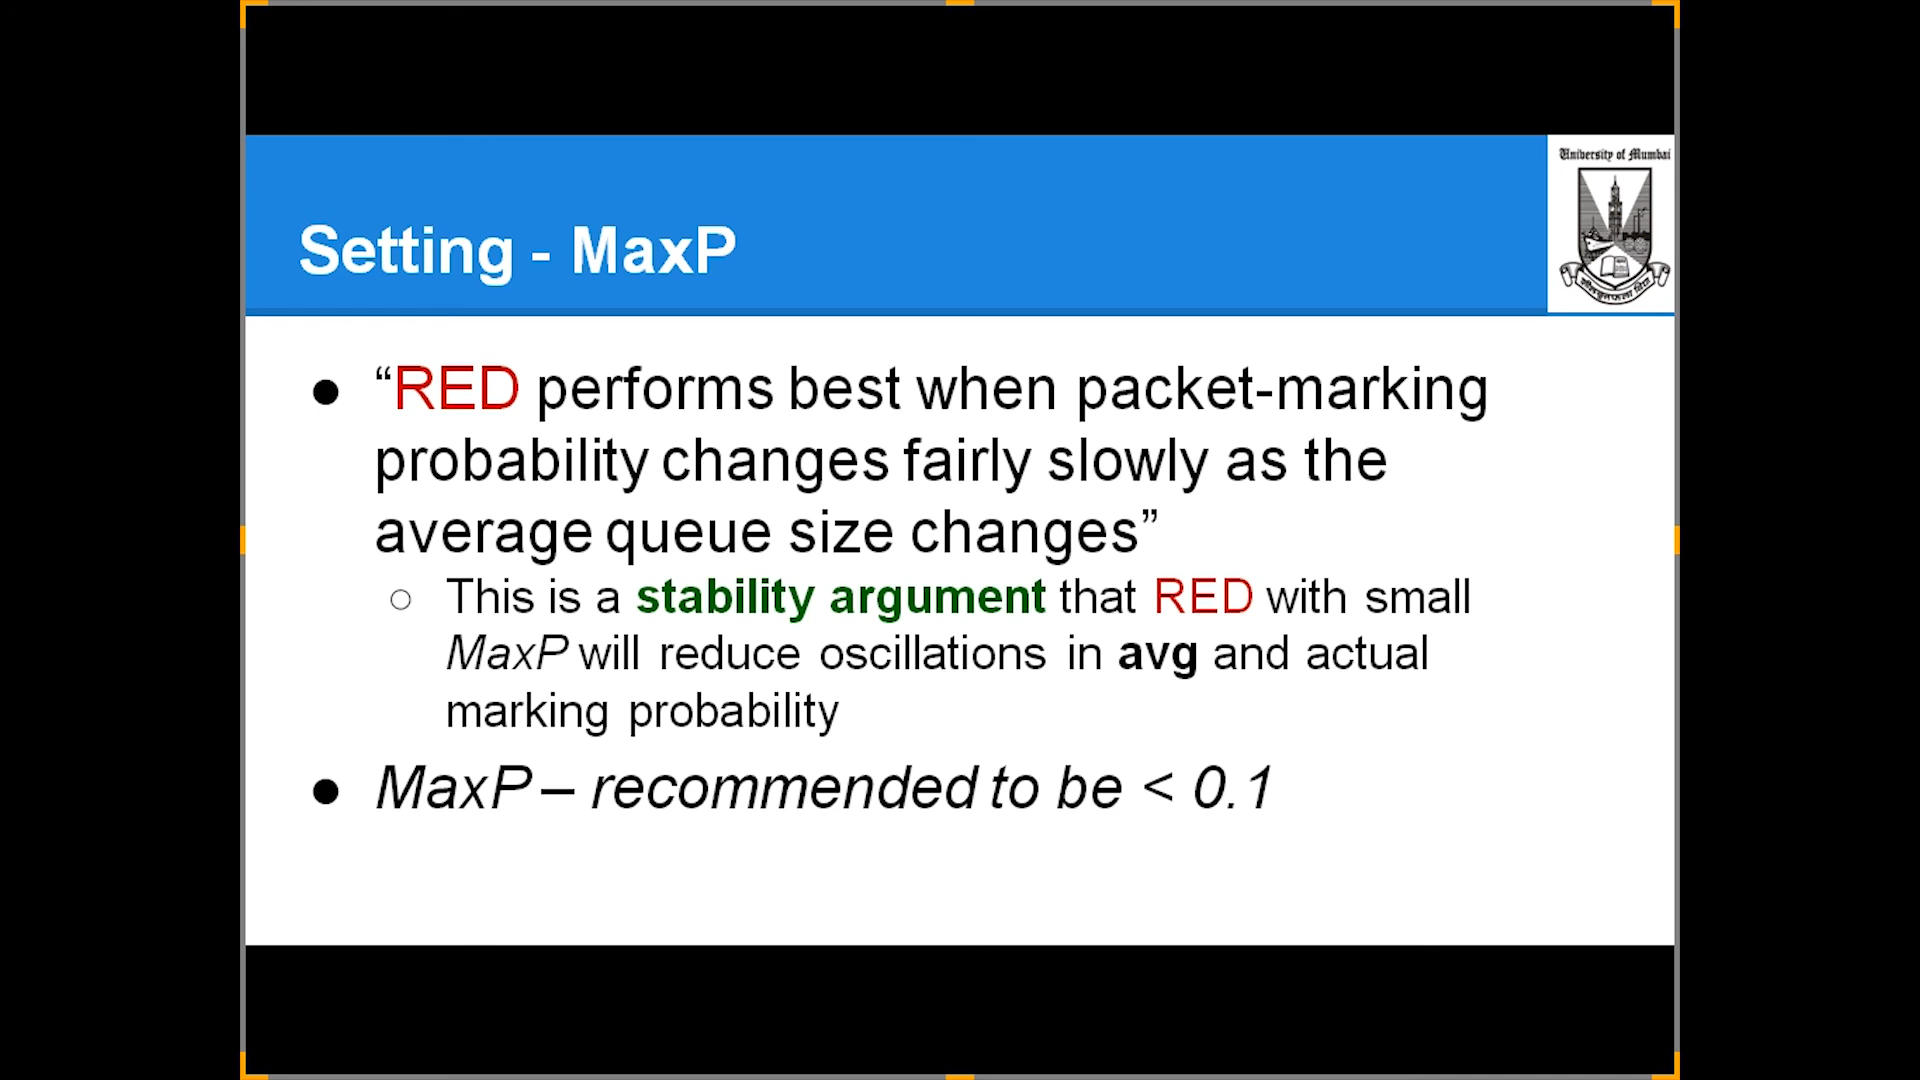 University of Mumbai
Setting - MaxP
● “RED performs best when packet-marking
probability changes fairly slowly as the
average queue size changes”
○ This is a stability argument that RED with small
MaxP will reduce oscillations in avg and actual
marking probability
● MaxP – recommended to be < 0.1